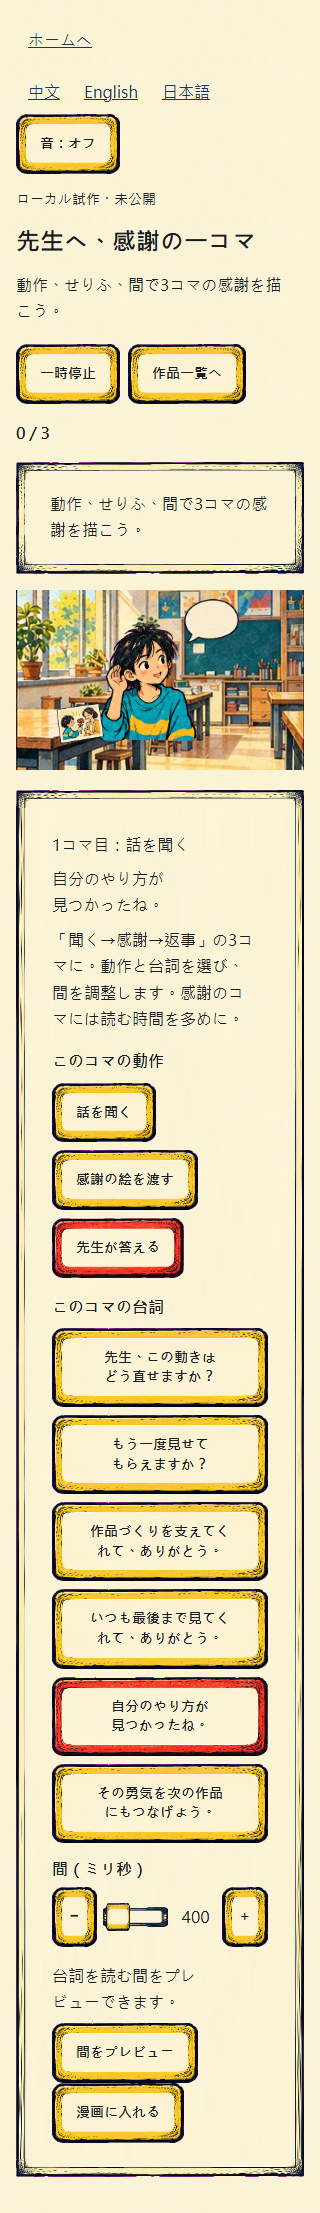 ホームへ
中文 English 日本語
音：オフ
ローカル試作・未公開
先生へ、感謝の一コマ
動作、せりふ、間で3コマの感謝を描
こう。
一時停止 作品一覧へ
0 / 3
動作、せりふ、間で3コマの感
謝を描こう。
1コマ目：話を聞く
自分のやり方が
見つかったね。
「聞く→感謝→返事」の3コ
マに。動作と台詞を選び、
間を調整します。感謝のコ
マには読む時間を多めに。
このコマの動作
話を聞く
感謝の絵を渡す
先生が答える
このコマの台詞
先生、この動きは
どう直せますか？
もう一度見せて
もらえますか？
作品づくりを支えてく
れて、ありがとう。
いつも最後まで見てく
れて、ありがとう。
自分のやり方が
見つかったね。
その勇気を次の作品
にもつなげよう。
間（ミリ秒）
− 400 +
台詞を読む間をプレ
ビューできます。
間をプレビュー
漫画に入れる